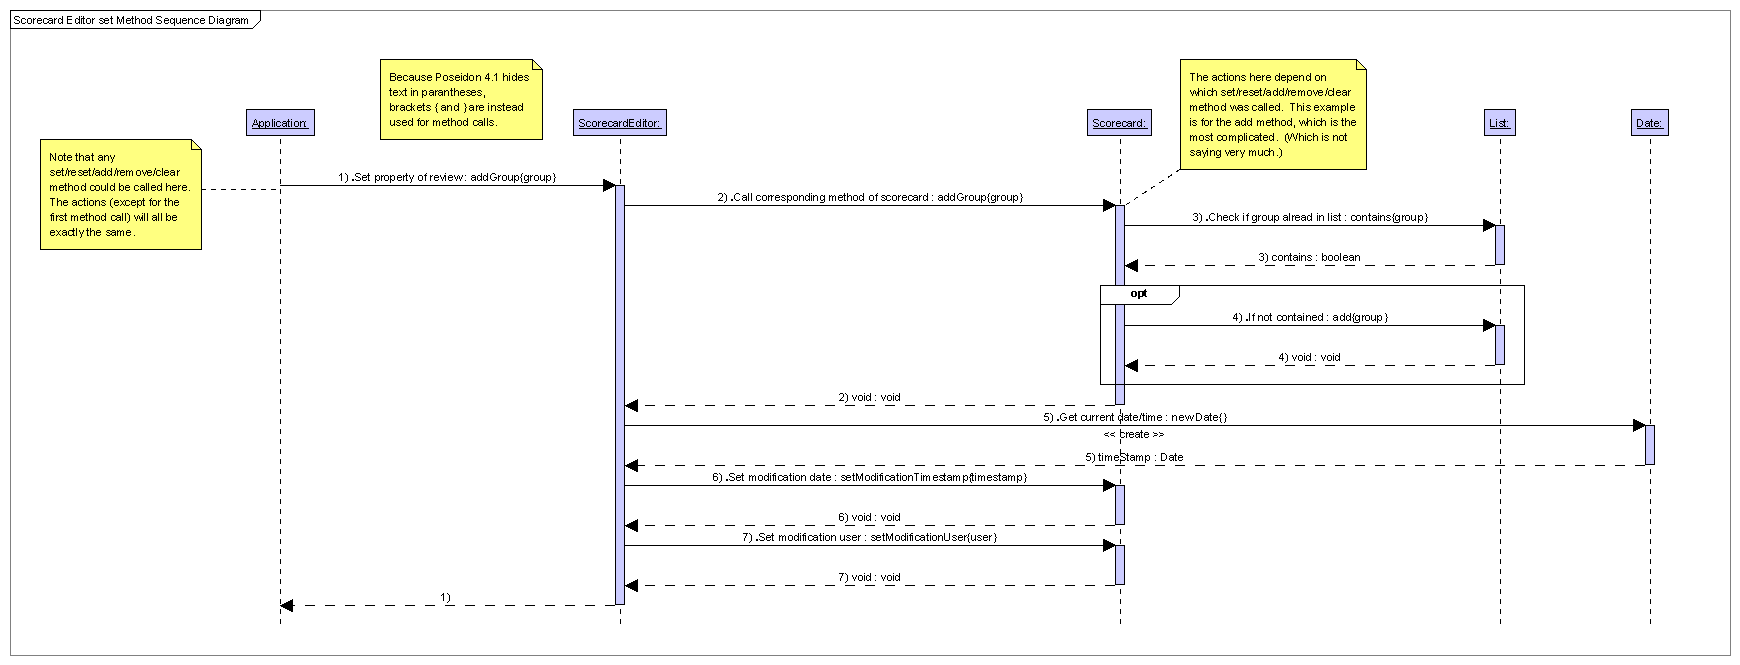 Scorecard Editor set Method Sequence Diagram
Because Poseidon 4.1 hides
text in parantheses,
brackets { and } are instead
used for method calls.
The actions here depend on
which set/reset/add/remove/clear
method was called.  This example
is for the add method, which is the
most complicated.  (Which is not
saying very much.)
Application:
ScorecardEditor:
Scorecard:
List:
Date:
Note that any
set/reset/add/remove/clear
method could be called here.
The actions (except for the
first method call) will all be
exactly the same.
1) .Set property of review : addGroup{group}
2) .Call corresponding method of scorecard : addGroup{group}
3) .Check if group alread in list : contains{group}
3) contains : boolean
opt
4) .If not contained : add{group}
4) void : void
2) void : void
5) .Get current date/time : newDate{}
<< create >>
5) timeStamp : Date
6) .Set modification date : setModificationTimestamp{timestamp}
6) void : void
7) .Set modification user : setModificationUser{user}
7) void : void
1)